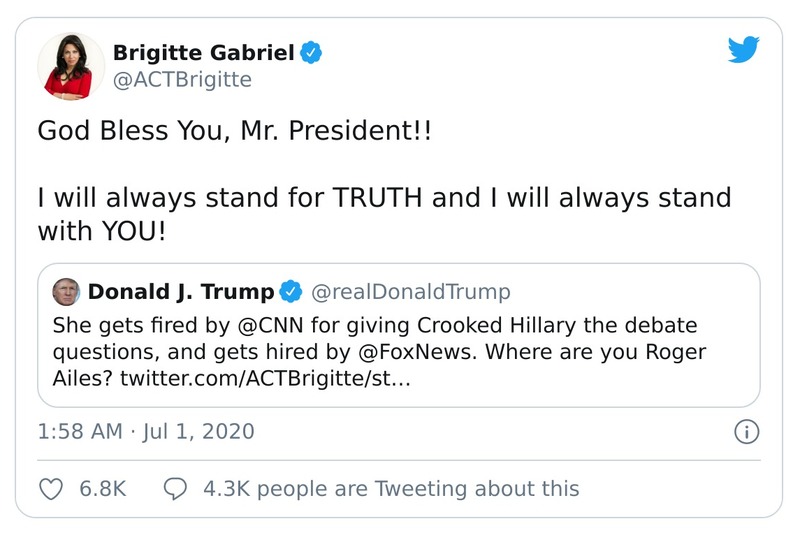 Brigitte Gabriel
@ACTBrigitte
God Bless You, Mr. President!!
I will always stand for TRUTH and I will always stand
with YOU!
Donald J. Trump @realDonaldTrump
She gets fired by @CNN for giving Crooked Hillary the debate
questions, and gets hired by @FoxNews. Where are you Roger
Ailes? twitter.com/ACTBrigitte/st…
1:58 AM · Jul 1, 2020
6.8K 4.3K people are Tweeting about this